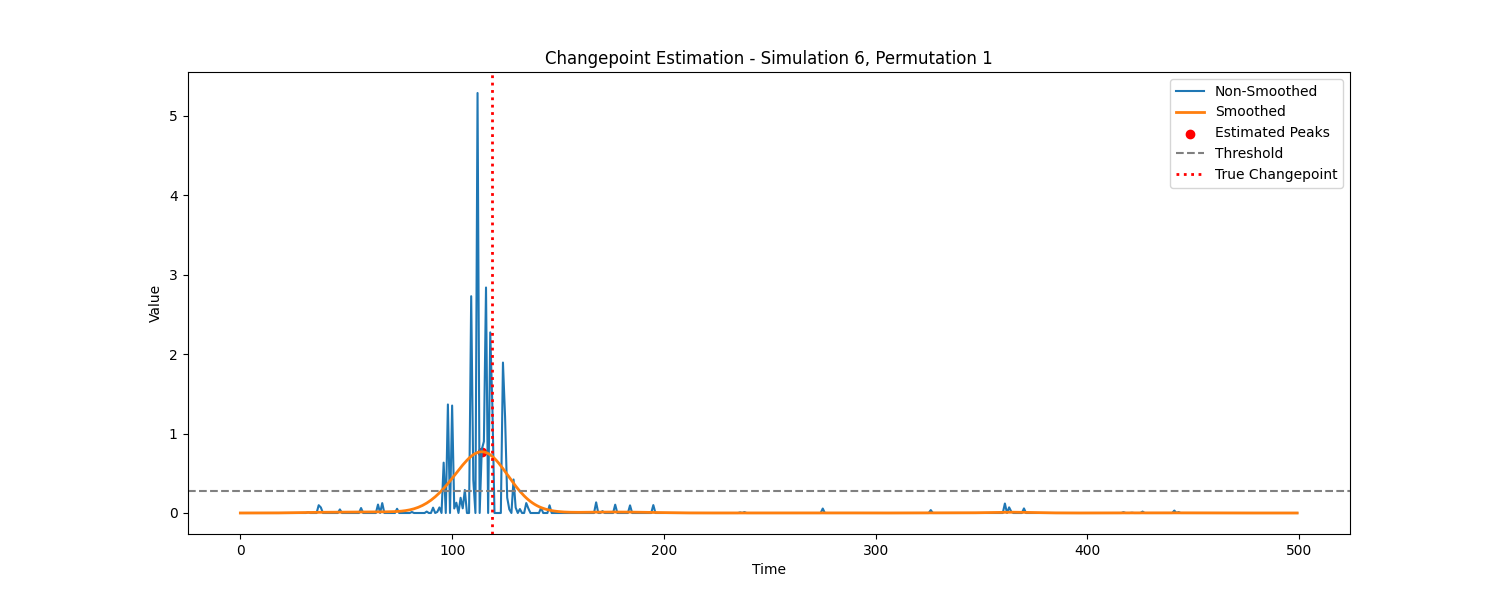 Changepoint Estimation - Simulation 6, Permutation 1
Non-Smoothed
Smoothed
Estimated Peaks
Threshold
True Changepoint
Value
5
4
3
2
1
0
0 100 200 300 400 500
Time